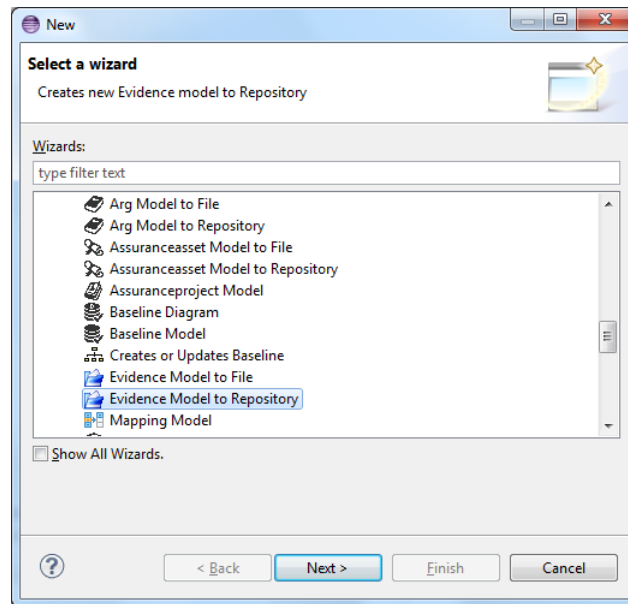 New
Select a wizard
Creates new Evidence model to Repository
Wizards:
type filter text
Arg Model to File
Arg Model to Repository
Assuranceasset Model to File
Assuranceasset Model to Repository
Assuranceproject Model
Baseline Diagram
Baseline Model
Creates or Updates Baseline
Evidence Model to File
Evidence Model to Repository
Mapping Model
Show All Wizards.
< Back Next > Finish Cancel